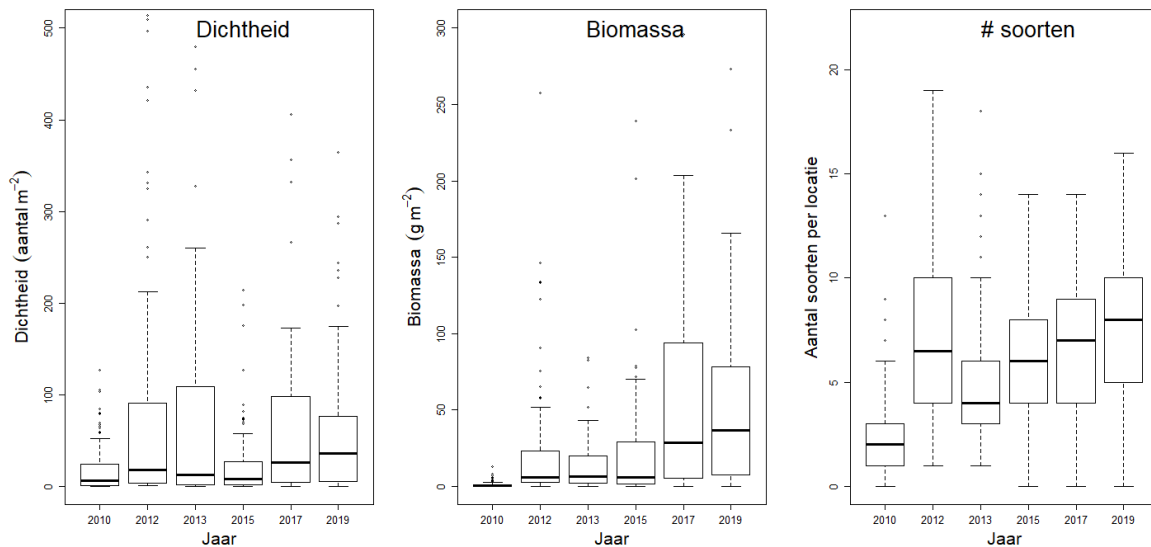 Dichtheid
Dichtheid (aantal m⁻²)
500
400
300
200
100
0
2010 2012 2013 2015 2017 2019
Jaar
Biomassa
Biomassa (g m⁻²)
300
250
200
150
100
50
0
2010 2012 2013 2015 2017 2019
Jaar
# soorten
Aantal soorten per locatie
20
15
10
5
0
2010 2012 2013 2015 2017 2019
Jaar